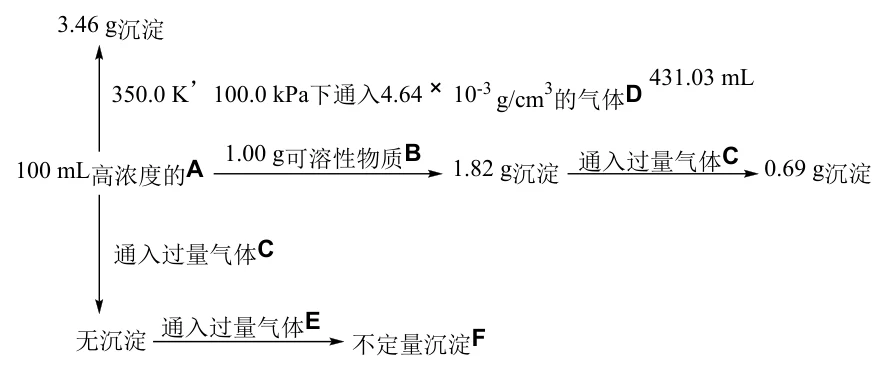 3.46 g沉淀
350.0 K，100.0 kPa下通入4.64 × 10-3 g/cm3的气体D 431.03 mL
100 mL高浓度的A 1.00 g可溶性物质B 1.82 g沉淀 通入过量气体C 0.69 g沉淀
通入过量气体C
无沉淀 通入过量气体E 不定量沉淀F